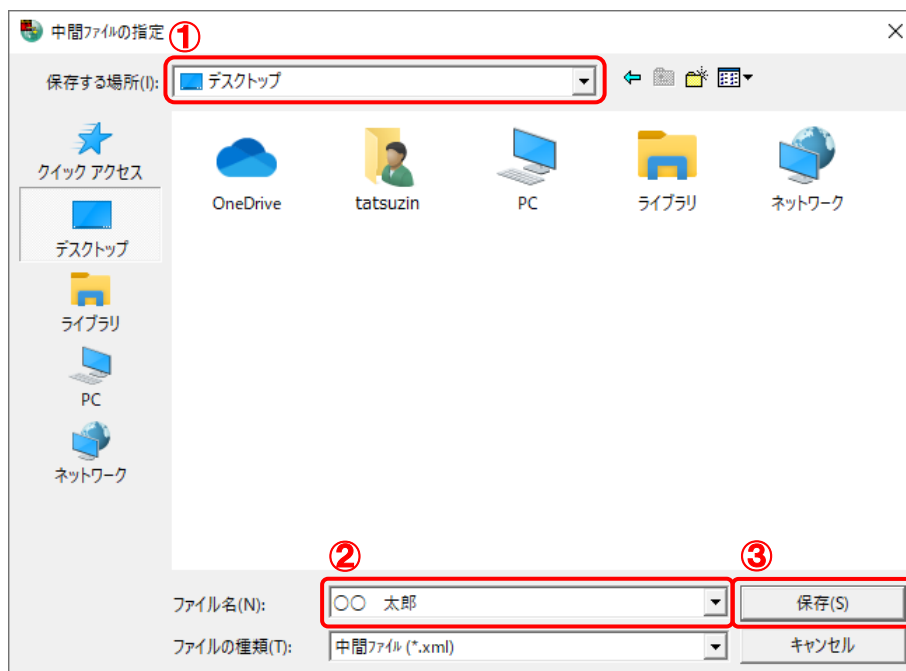 中間ﾌｧｲﾙの指定
①
保存する場所(I):
デスクトップ
クイック アクセス
デスクトップ
ライブラリ
PC
ネットワーク
OneDrive
tatsuzin
PC
ライブラリ
ネットワーク
②
③
ファイル名(N):
○○　太郎
保存(S)
ファイルの種類(T):
中間ﾌｧｲﾙ (*.xml)
キャンセル